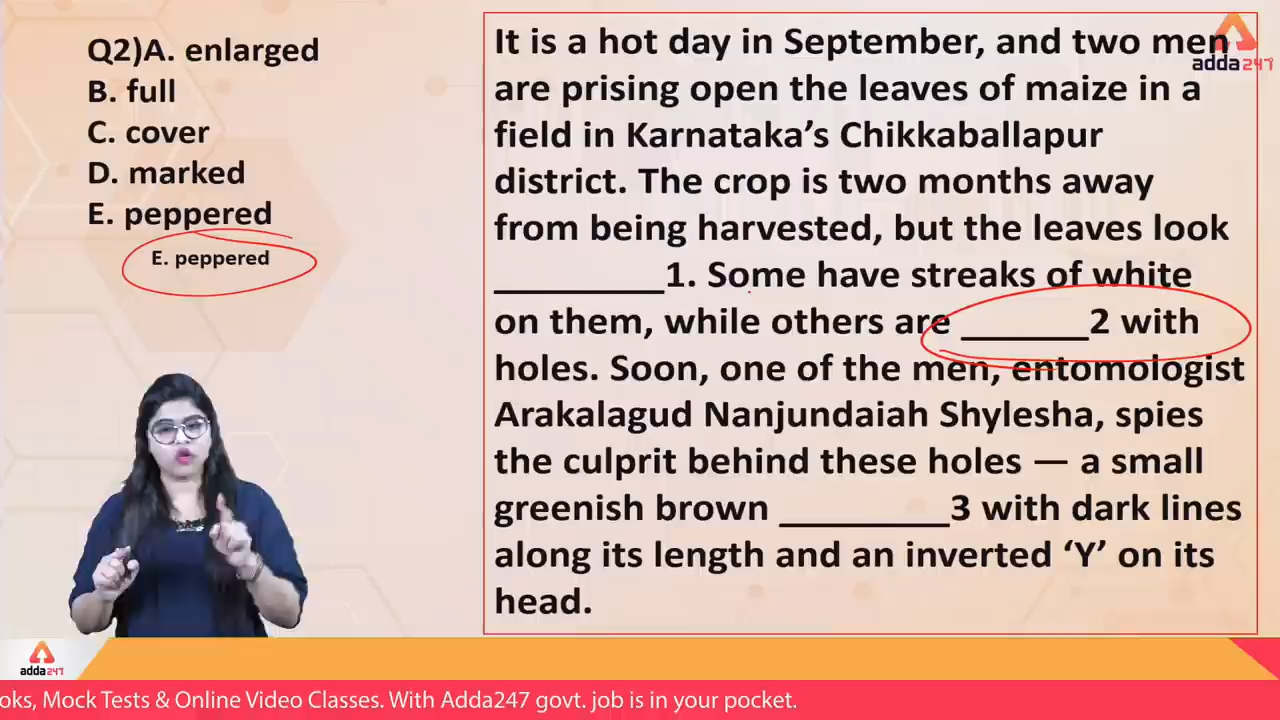 Q2)A. enlarged
B. full
C. cover
D. marked
E. peppered
E. peppered
It is a hot day in September, and two men
are prising open the leaves of maize in a
field in Karnataka’s Chikkaballapur
district. The crop is two months away
from being harvested, but the leaves look
_________1. Some have streaks of white
on them, while others are _______2 with
holes. Soon, one of the men, entomologist
Arakalagud Nanjundaiah Shylesha, spies
the culprit behind these holes — a small
greenish brown _________3 with dark lines
along its length and an inverted ‘Y’ on its
head.
adda247
adda247
oks, Mock Tests & Online Video Classes. With Adda247 govt. job is in your pocket.